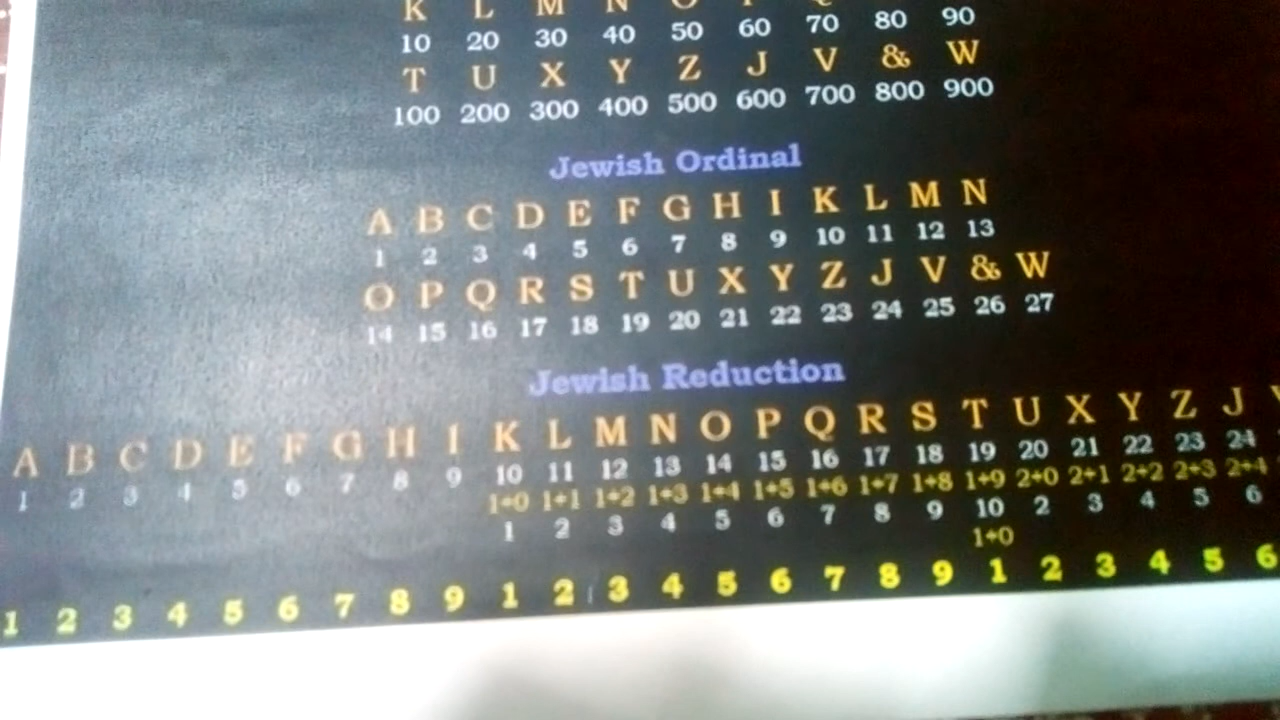 K L M N O P Q
10 20 30 40 50 60 70 80 90
T U X Y Z J V & W
100 200 300 400 500 600 700 800 900
Jewish Ordinal
A B C D E F G H I K L M N
1 2 3 4 5 6 7 8 9 10 11 12 13
O P Q R S T U X Y Z J V & W
14 15 16 17 18 19 20 21 22 23 24 25 26 27
Jewish Reduction
A B C D E F G H I K L M N O P Q R S T U X Y Z J
1 2 3 4 5 6 7 8 9 10 11 12 13 14 15 16 17 18 19 20 21 22 23 24
1+0 1+1 1+2 1+3 1+4 1+5 1+6 1+7 1+8 1+9 2+0 2+1 2+2 2+3 2+4
1 2 3 4 5 6 7 8 9 10 2 3 4 5 6
1+0
1 2 3 4 5 6 7 8 9 1 2 3 4 5 6 7 8 9 1 2 3 4 5 6